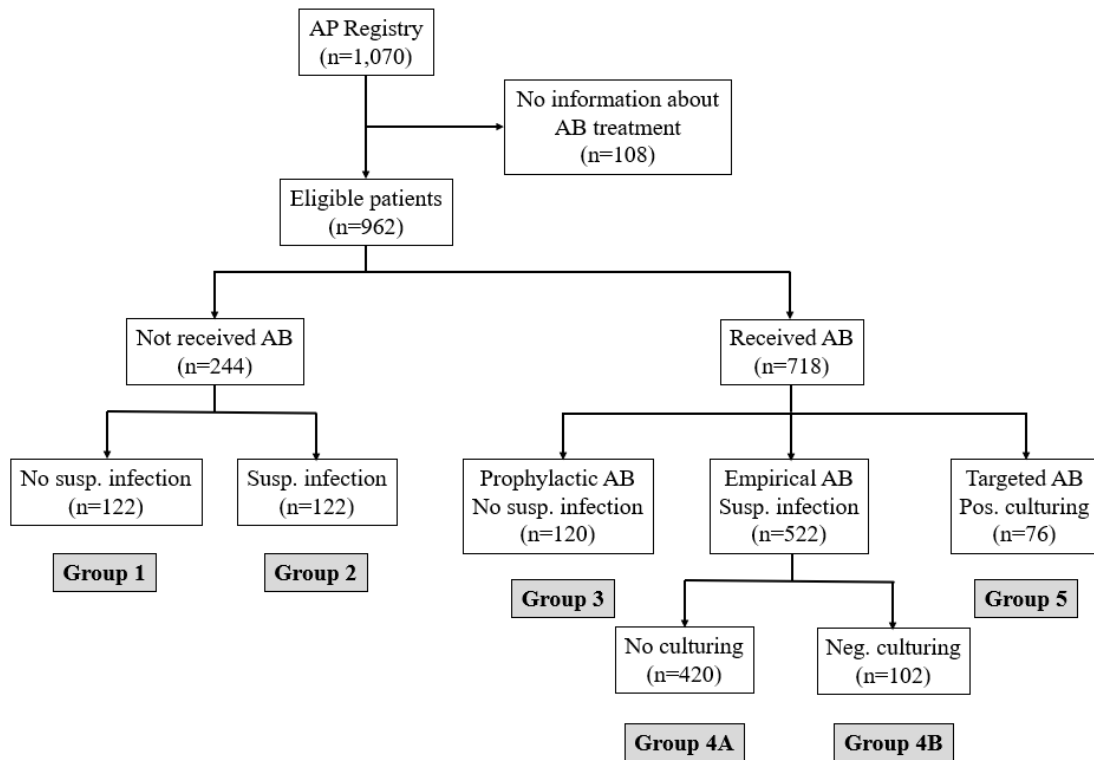 AP Registry
(n=1,070)
No information about
AB treatment
(n=108)
Eligible patients
(n=962)
Not received AB
(n=244)
Received AB
(n=718)
No susp. infection
(n=122)
Susp. infection
(n=122)
Prophylactic AB
No susp. infection
(n=120)
Empirical AB
Susp. infection
(n=522)
Targeted AB
Pos. culturing
(n=76)
Group 1
Group 2
Group 3
Group 5
No culturing
(n=420)
Neg. culturing
(n=102)
Group 4A
Group 4B